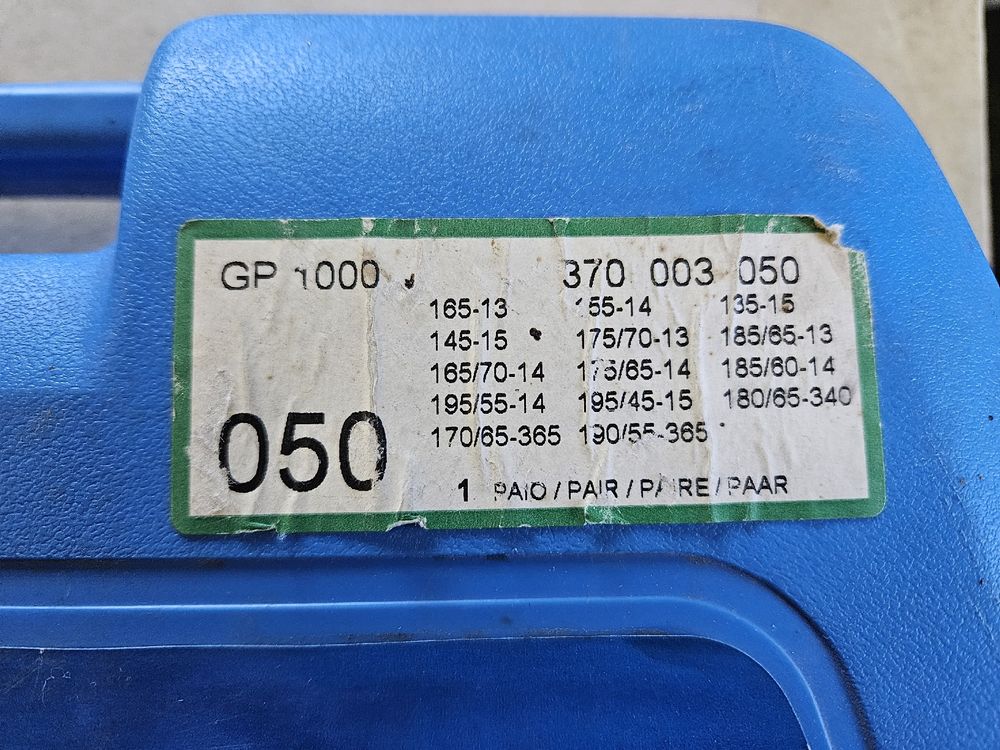 GP 1000 370 003 050
165-13 155-14 135-15
145-15 175/70-13 185/65-13
165/70-14 175/65-14 185/60-14
195/55-14 195/45-15 180/65-340
170/65-365 190/55-365
050
1 PAIO / PAIR / PAIRE / PAAR